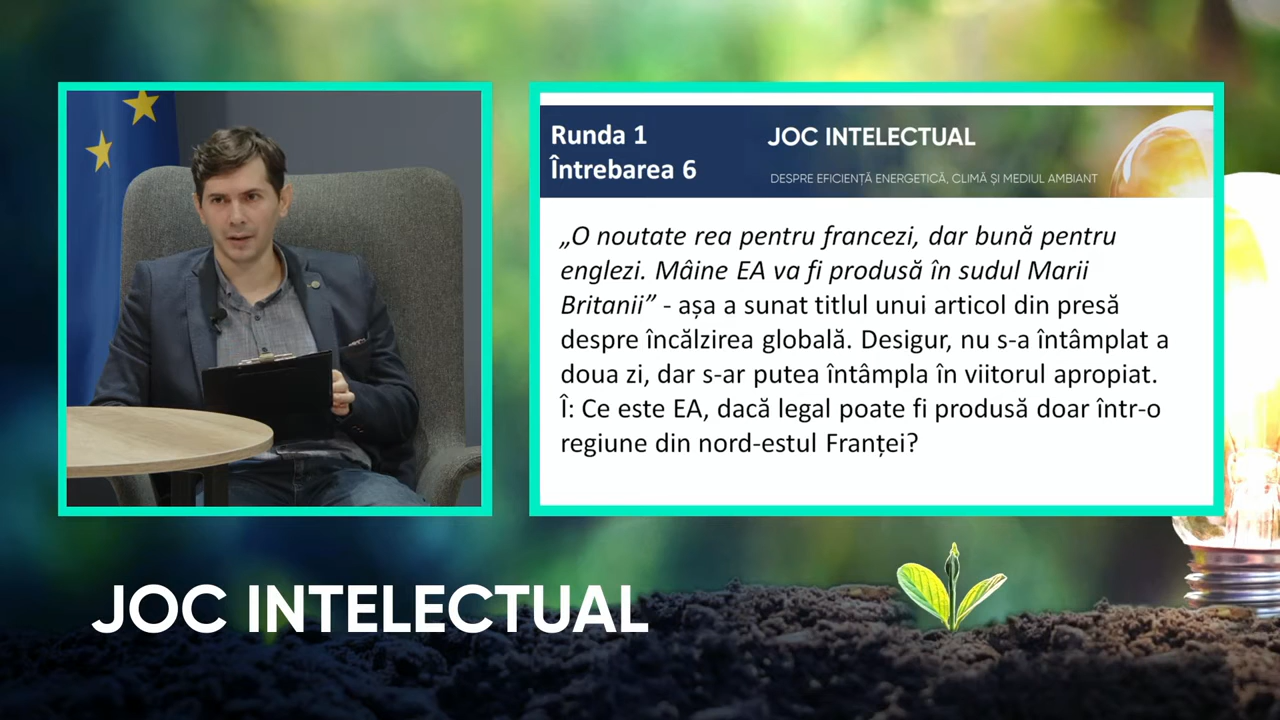 Runda 1
Întrebarea 6
JOC INTELECTUAL
DESPRE EFICIENȚĂ ENERGETICĂ, CLIMĂ ȘI MEDIUL AMBIANT
„O noutate rea pentru francezi, dar bună pentru
englezi. Mâine EA va fi produsă în sudul Marii
Britanii” - așa a sunat titlul unui articol din presă
despre încălzirea globală. Desigur, nu s-a întâmplat a
doua zi, dar s-ar putea întâmpla în viitorul apropiat.
Î: Ce este EA, dacă legal poate fi produsă doar într-o
regiune din nord-estul Franței?
JOC INTELECTUAL